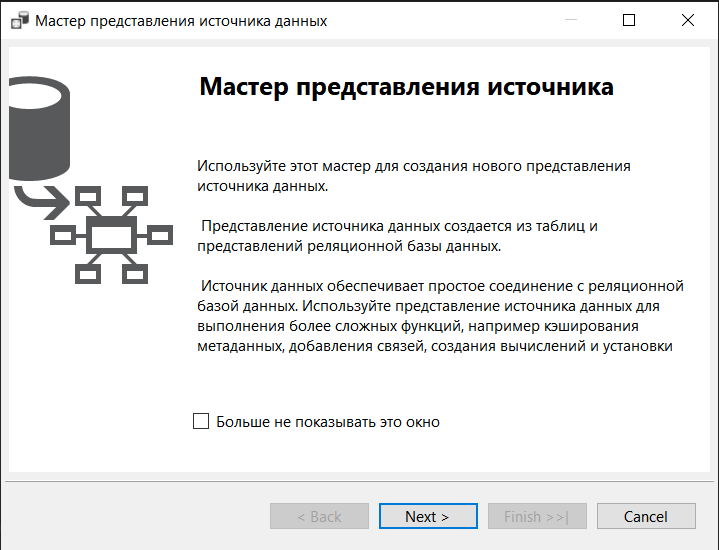 Мастер представления источника данных
Мастер представления источника
Используйте этот мастер для создания нового представления
источника данных.
Представление источника данных создается из таблиц и
представлений реляционной базы данных.
Источник данных обеспечивает простое соединение с реляционной
базой данных. Используйте представление источника данных для
выполнения более сложных функций, например кэширования
метаданных, добавления связей, создания вычислений и установки
Больше не показывать это окно
< Back
Next >
Finish >>|
Cancel